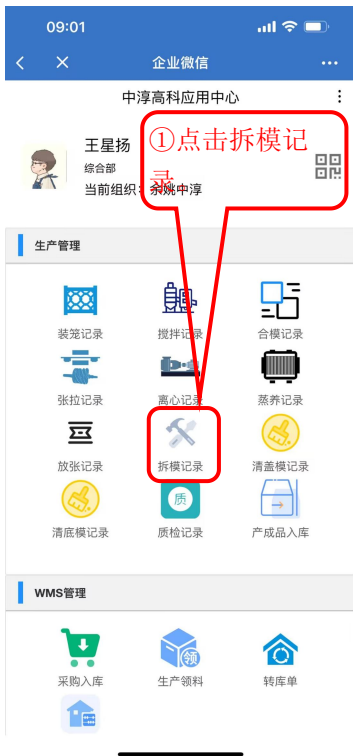 09:01
企业微信
中淳高科应用中心
王星扬
综合部
当前组织：余姚中淳
①点击拆模记
录
生产管理
装笼记录 搅拌记录 合模记录
张拉记录 离心记录 蒸养记录
质
放张记录 拆模记录 清盖模记录
清底模记录 质检记录 产成品入库
WMS管理
领
采购入库 生产领料 转库单